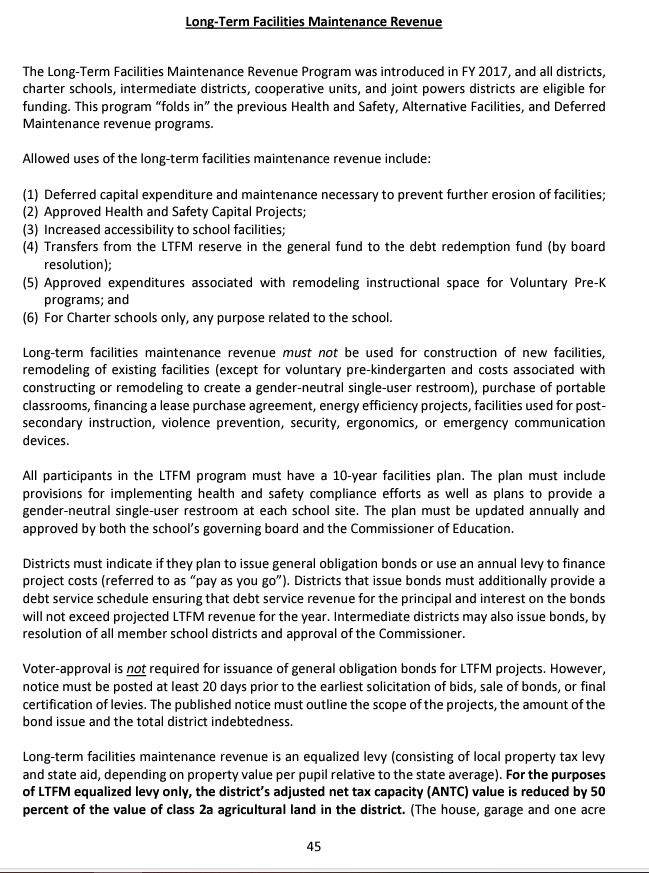 Long-Term Facilities Maintenance Revenue
The Long-Term Facilities Maintenance Revenue Program was introduced in FY 2017, and all districts,
charter schools, intermediate districts, cooperative units, and joint powers districts are eligible for
funding. This program “folds in” the previous Health and Safety, Alternative Facilities, and Deferred
Maintenance revenue programs.
Allowed uses of the long-term facilities maintenance revenue include:
(1) Deferred capital expenditure and maintenance necessary to prevent further erosion of facilities;
(2) Approved Health and Safety Capital Projects;
(3) Increased accessibility to school facilities;
(4) Transfers from the LTFM reserve in the general fund to the debt redemption fund (by board
resolution);
(5) Approved expenditures associated with remodeling instructional space for Voluntary Pre-K
programs; and
(6) For Charter schools only, any purpose related to the school.
Long-term facilities maintenance revenue must not be used for construction of new facilities,
remodeling of existing facilities (except for voluntary pre-kindergarten and costs associated with
constructing or remodeling to create a gender-neutral single-user restroom), purchase of portable
classrooms, financing a lease purchase agreement, energy efficiency projects, facilities used for post-
secondary instruction, violence prevention, security, ergonomics, or emergency communication
devices.
All participants in the LTFM program must have a 10-year facilities plan. The plan must include
provisions for implementing health and safety compliance efforts as well as plans to provide a
gender-neutral single-user restroom at each school site. The plan must be updated annually and
approved by both the school’s governing board and the Commissioner of Education.
Districts must indicate if they plan to issue general obligation bonds or use an annual levy to finance
project costs (referred to as “pay as you go”). Districts that issue bonds must additionally provide a
debt service schedule ensuring that debt service revenue for the principal and interest on the bonds
will not exceed projected LTFM revenue for the year. Intermediate districts may also issue bonds, by
resolution of all member school districts and approval of the Commissioner.
Voter-approval is not required for issuance of general obligation bonds for LTFM projects. However,
notice must be posted at least 20 days prior to the earliest solicitation of bids, sale of bonds, or final
certification of levies. The published notice must outline the scope of the projects, the amount of the
bond issue and the total district indebtedness.
Long-term facilities maintenance revenue is an equalized levy (consisting of local property tax levy
and state aid, depending on property value per pupil relative to the state average). For the purposes
of LTFM equalized levy only, the district’s adjusted net tax capacity (ANTC) value is reduced by 50
percent of the value of class 2a agricultural land in the district. (The house, garage and one acre
45